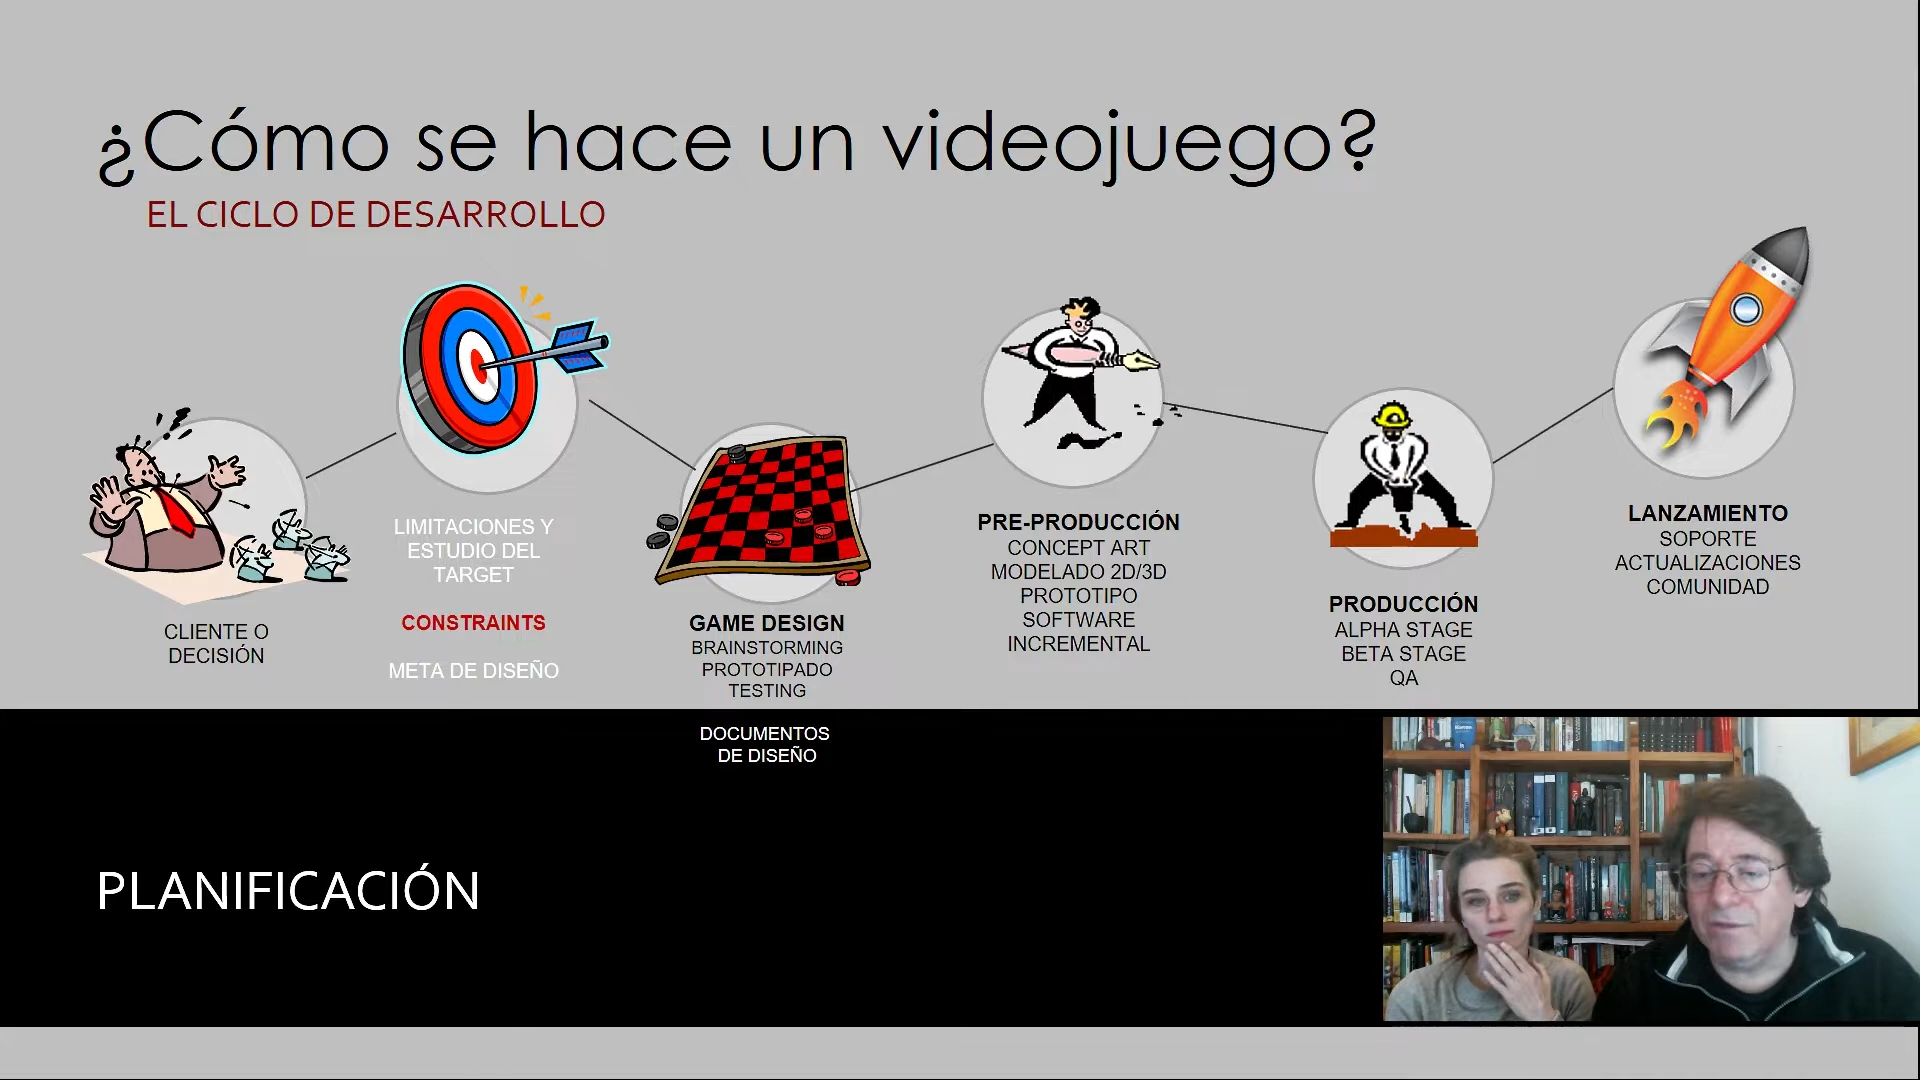 ¿Cómo se hace un videojuego?
EL CICLO DE DESARROLLO
CLIENTE O
DECISIÓN
LIMITACIONES Y
ESTUDIO DEL
TARGET
CONSTRAINTS
META DE DISEÑO
GAME DESIGN
BRAINSTORMING
PROTOTIPADO
TESTING
DOCUMENTOS
DE DISEÑO
PRE-PRODUCCIÓN
CONCEPT ART
MODELADO 2D/3D
PROTOTIPO
SOFTWARE
INCREMENTAL
PRODUCCIÓN
ALPHA STAGE
BETA STAGE
QA
LANZAMIENTO
SOPORTE
ACTUALIZACIONES
COMUNIDAD
PLANIFICACIÓN